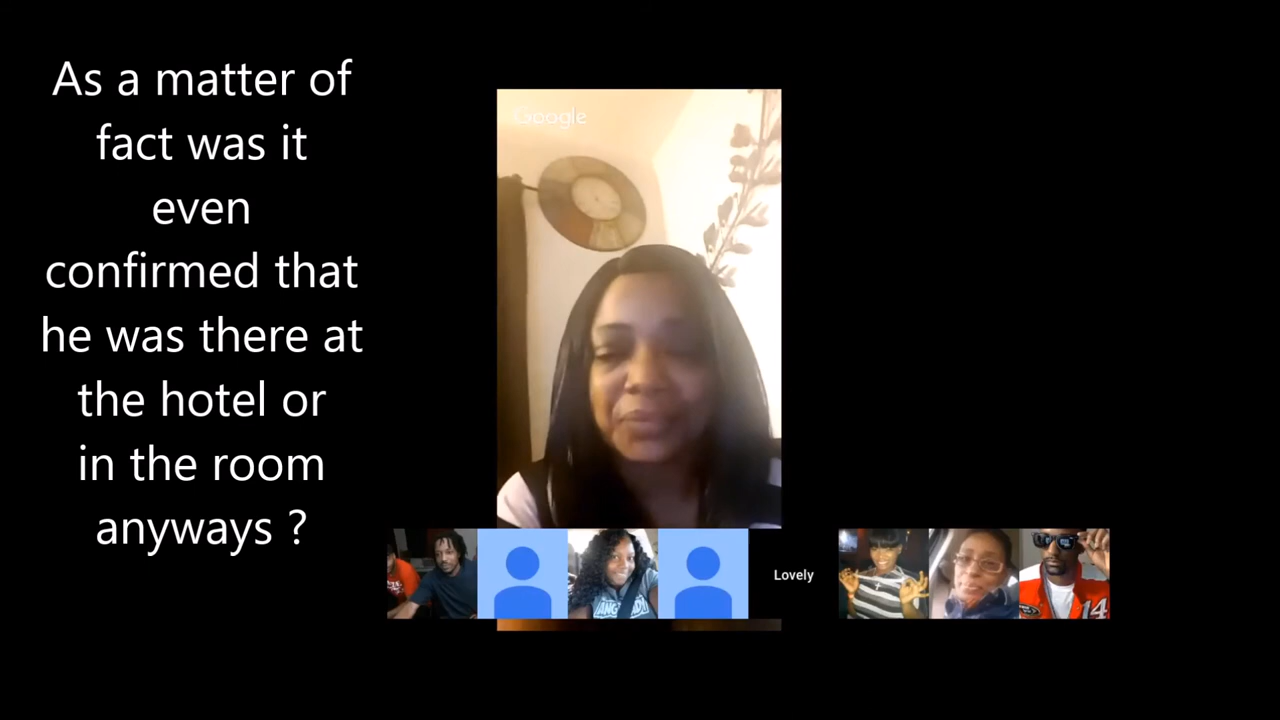 As a matter of
fact was it
even
confirmed that
he was there at
the hotel or
in the room
anyways ?
Google
Lovely
14